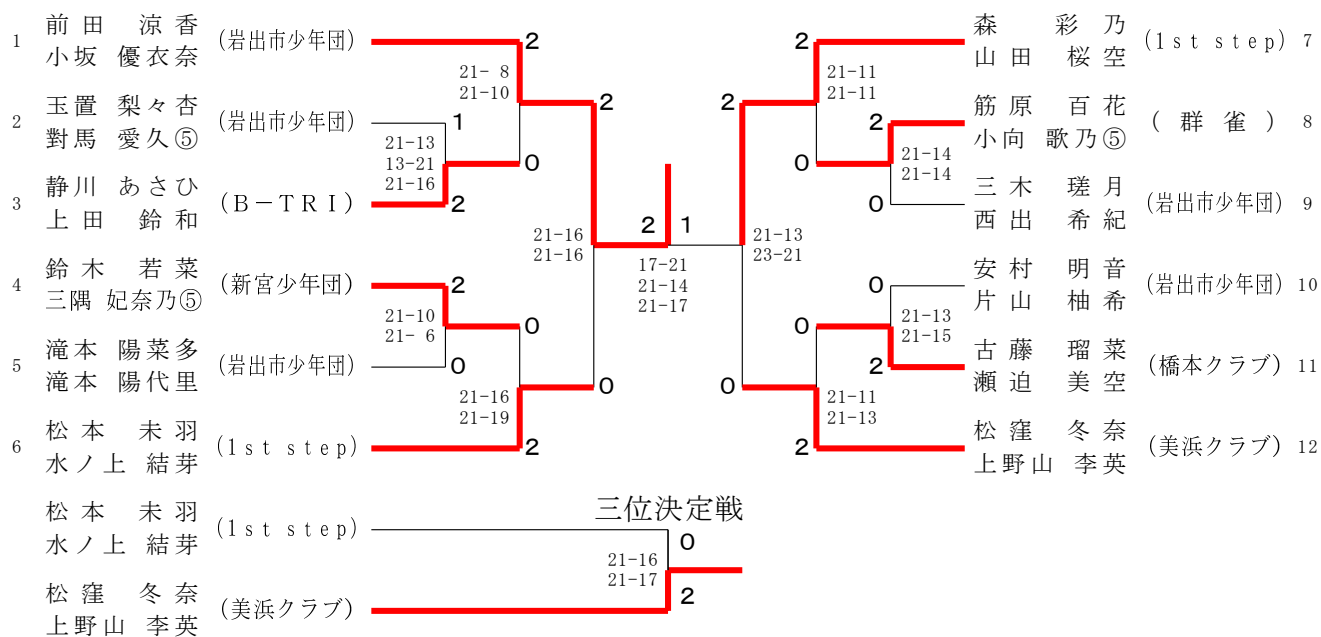 1 前田 涼香 (岩出市少年団)
小坂 優衣奈
2
21- 8
21-10
2
2 玉置 梨々杏 (岩出市少年団)
對馬 愛久⑤
1
21-13
13-21
21-16
0
3 静川 あさひ (B-TRI)
上田 鈴和
2
21-16
21-16
2
4 鈴木 若菜 (新宮少年団)
三隅 妃奈乃⑤
2
21-10
21- 6
0
5 滝本 陽菜多 (岩出市少年団)
滝本 陽代里
0
21-16
21-19
0
6 松本 未羽 (1st step)
水ノ上 結芽
2
1
17-21
21-14
21-17
森 彩乃 (1st step) 7
山田 桜空
2
21-11
21-11
2
筋原 百花 (群雀) 8
小向 歌乃⑤
2
21-14
21-14
0
三木 瑳月 (岩出市少年団) 9
西出 希紀
0
21-13
23-21
安村 明音 (岩出市少年団) 10
片山 柚希
0
21-13
21-15
0
古藤 瑠菜 (橋本クラブ) 11
瀬迫 美空
2
0
21-11
21-13
松窪 冬奈 (美浜クラブ) 12
上野山 李英
2
三位決定戦
松本 未羽 (1st step)
水ノ上 結芽
0
21-16
21-17
松窪 冬奈 (美浜クラブ)
上野山 李英
2